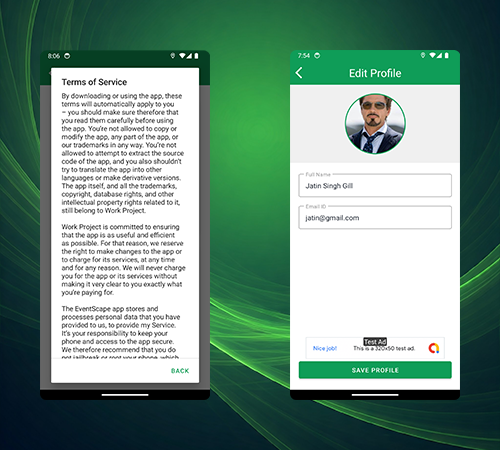 8:06
Terms of Service
By downloading or using the app, these
terms will automatically apply to you
– you should make sure therefore that
you read them carefully before using
the app. You're not allowed to copy or
modify the app, any part of the app, or
our trademarks in any way. You're not
allowed to attempt to extract the source
code of the app, and you also shouldn't
try to translate the app into other
languages or make derivative versions.
The app itself, and all the trademarks,
copyright, database rights, and other
intellectual property rights related to it,
still belong to Work Project.
Work Project is committed to ensuring
that the app is as useful and efficient
as possible. For that reason, we reserve
the right to make changes to the app or
to charge for its services, at any time
and for any reason. We will never charge
you for the app or its services without
making it very clear to you exactly what
you're paying for.
The EventScape app stores and
processes personal data that you have
provided to us, to provide my Service.
It's your responsibility to keep your
phone and access to the app secure.
We therefore recommend that you do
not jailbreak or root your phone, which
BACK
7:54
Edit Profile
Full Name
Jatin Singh Gill
Email ID
jatin@gmail.com
Test Ad
Nice job! This is a 320x50 test ad.
SAVE PROFILE